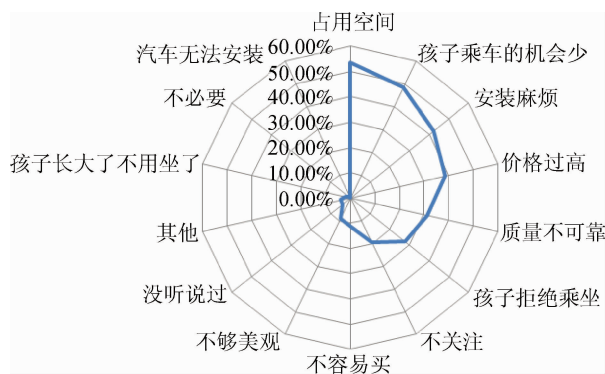 占用空间
孩子乘车的机会少
安装麻烦
价格过高
质量不可靠
孩子拒绝乘坐
不关注
不容易买
不够美观
没听说过
其他
孩子长大了不用坐了
不必要
汽车无法安装
60.00%
50.00%
40.00%
30.00%
20.00%
10.00%
0.00%